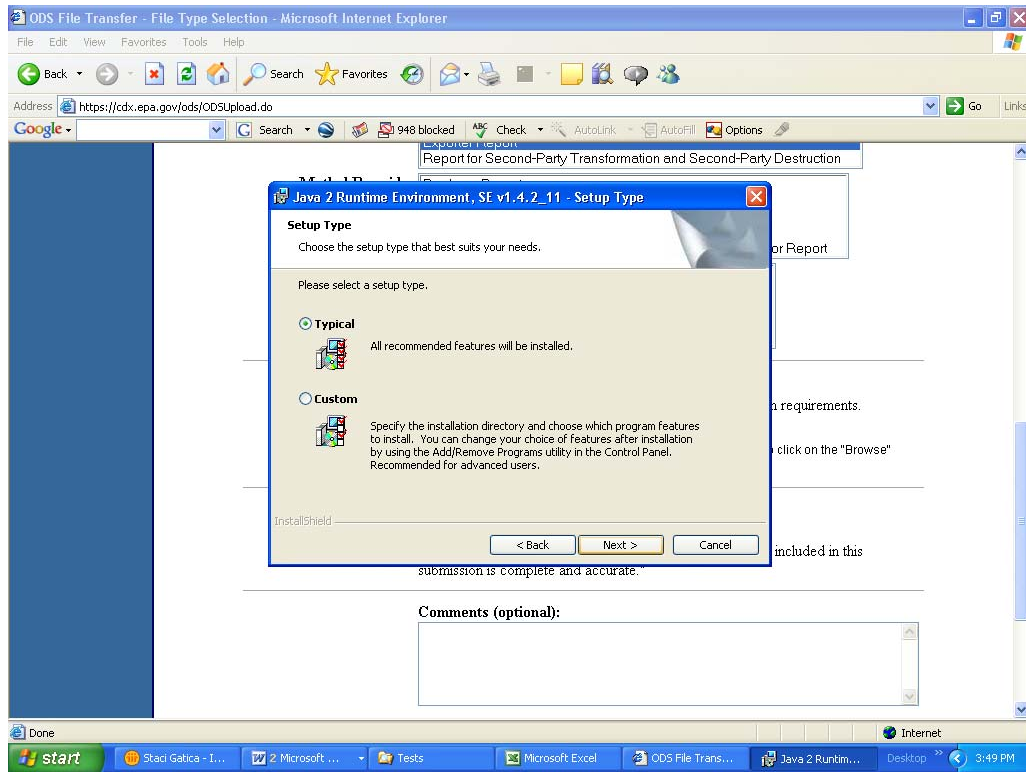 ODS File Transfer - File Type Selection - Microsoft Internet Explorer
File Edit View Favorites Tools Help
Back Search Favorites
Address https://cdx.epa.gov/ods/ODSUpload.do Go Links
Google Search 948 blocked ABC Check AutoLink AutoFill Options
Exporter Report
Report for Second-Party Transformation and Second-Party Destruction
Java 2 Runtime Environment, SE v1.4.2_11 - Setup Type
Setup Type
Choose the setup type that best suits your needs.
or Report
Please select a setup type.
Typical
All recommended features will be installed.
Custom
requirements.
Specify the installation directory and choose which program features
to install. You can change your choice of features after installation
by using the Add/Remove Programs utility in the Control Panel.
Recommended for advanced users.
click on the "Browse"
InstallShield
< Back Next > Cancel
included in this
submission is complete and accurate."
Comments (optional):
Done Internet
start Staci Gatica - I... 2 Microsoft ... Tests Microsoft Excel ODS File Trans... Java 2 Runtim... Desktop » 3:49 PM